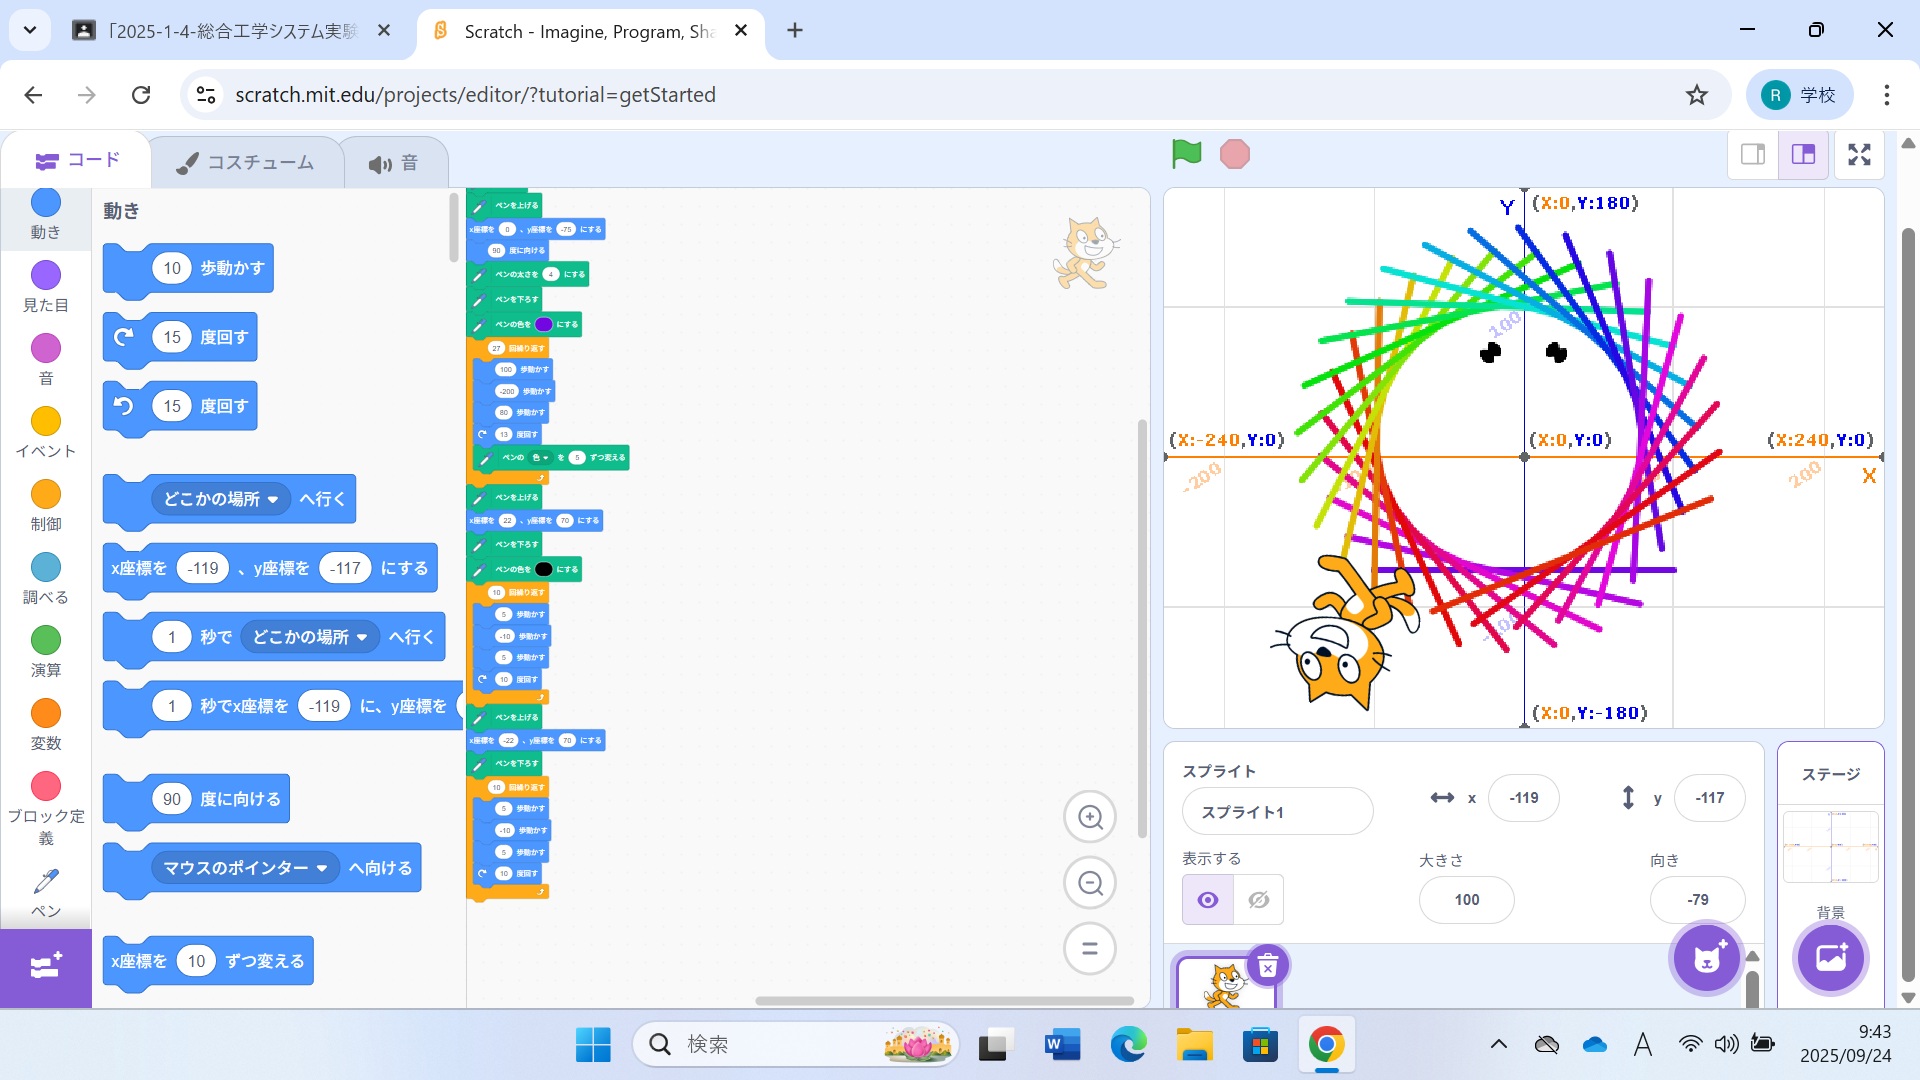 「2025-1-4-総合工学システム実験
Scratch - Imagine, Program, Sha
scratch.mit.edu/projects/editor/?tutorial=getStarted
R 学校
コード
コスチューム
音
動き
見た目
音
イベント
制御
調べる
演算
変数
ブロック定
義
ペン
動き
10 歩動かす
15 度回す
15 度回す
どこかの場所 へ行く
x座標を -119 、y座標を -117 にする
1 秒で どこかの場所 へ行く
1 秒でx座標を -119 に、y座標を
90 度に向ける
マウスのポインター へ向ける
x座標を 10 ずつ変える
ペンを上げる
x座標を 0 、y座標を -75 にする
90 度に向ける
ペンの太さを 4 にする
ペンを下ろす
ペンの色を にする
27 回繰り返す
100 歩動かす
-200 歩動かす
80 歩動かす
13 度回す
ペンの 色 を 5 ずつ変える
ペンを上げる
x座標を 22 、y座標を 70 にする
ペンを下ろす
ペンの色を にする
10 回繰り返す
5 歩動かす
-10 歩動かす
5 歩動かす
10 度回す
ペンを上げる
x座標を -22 、y座標を 70 にする
ペンを下ろす
10 回繰り返す
5 歩動かす
-10 歩動かす
5 歩動かす
10 度回す
Y (X:0,Y:180)
100
(X:-240,Y:0) (X:0,Y:0) (X:240,Y:0)
-200 200 X
(X:0,Y:-180)
スプライト
スプライト1
x -119
y -117
表示する
大きさ
100
向き
-79
ステージ
背景
検索
A
9:43
2025/09/24